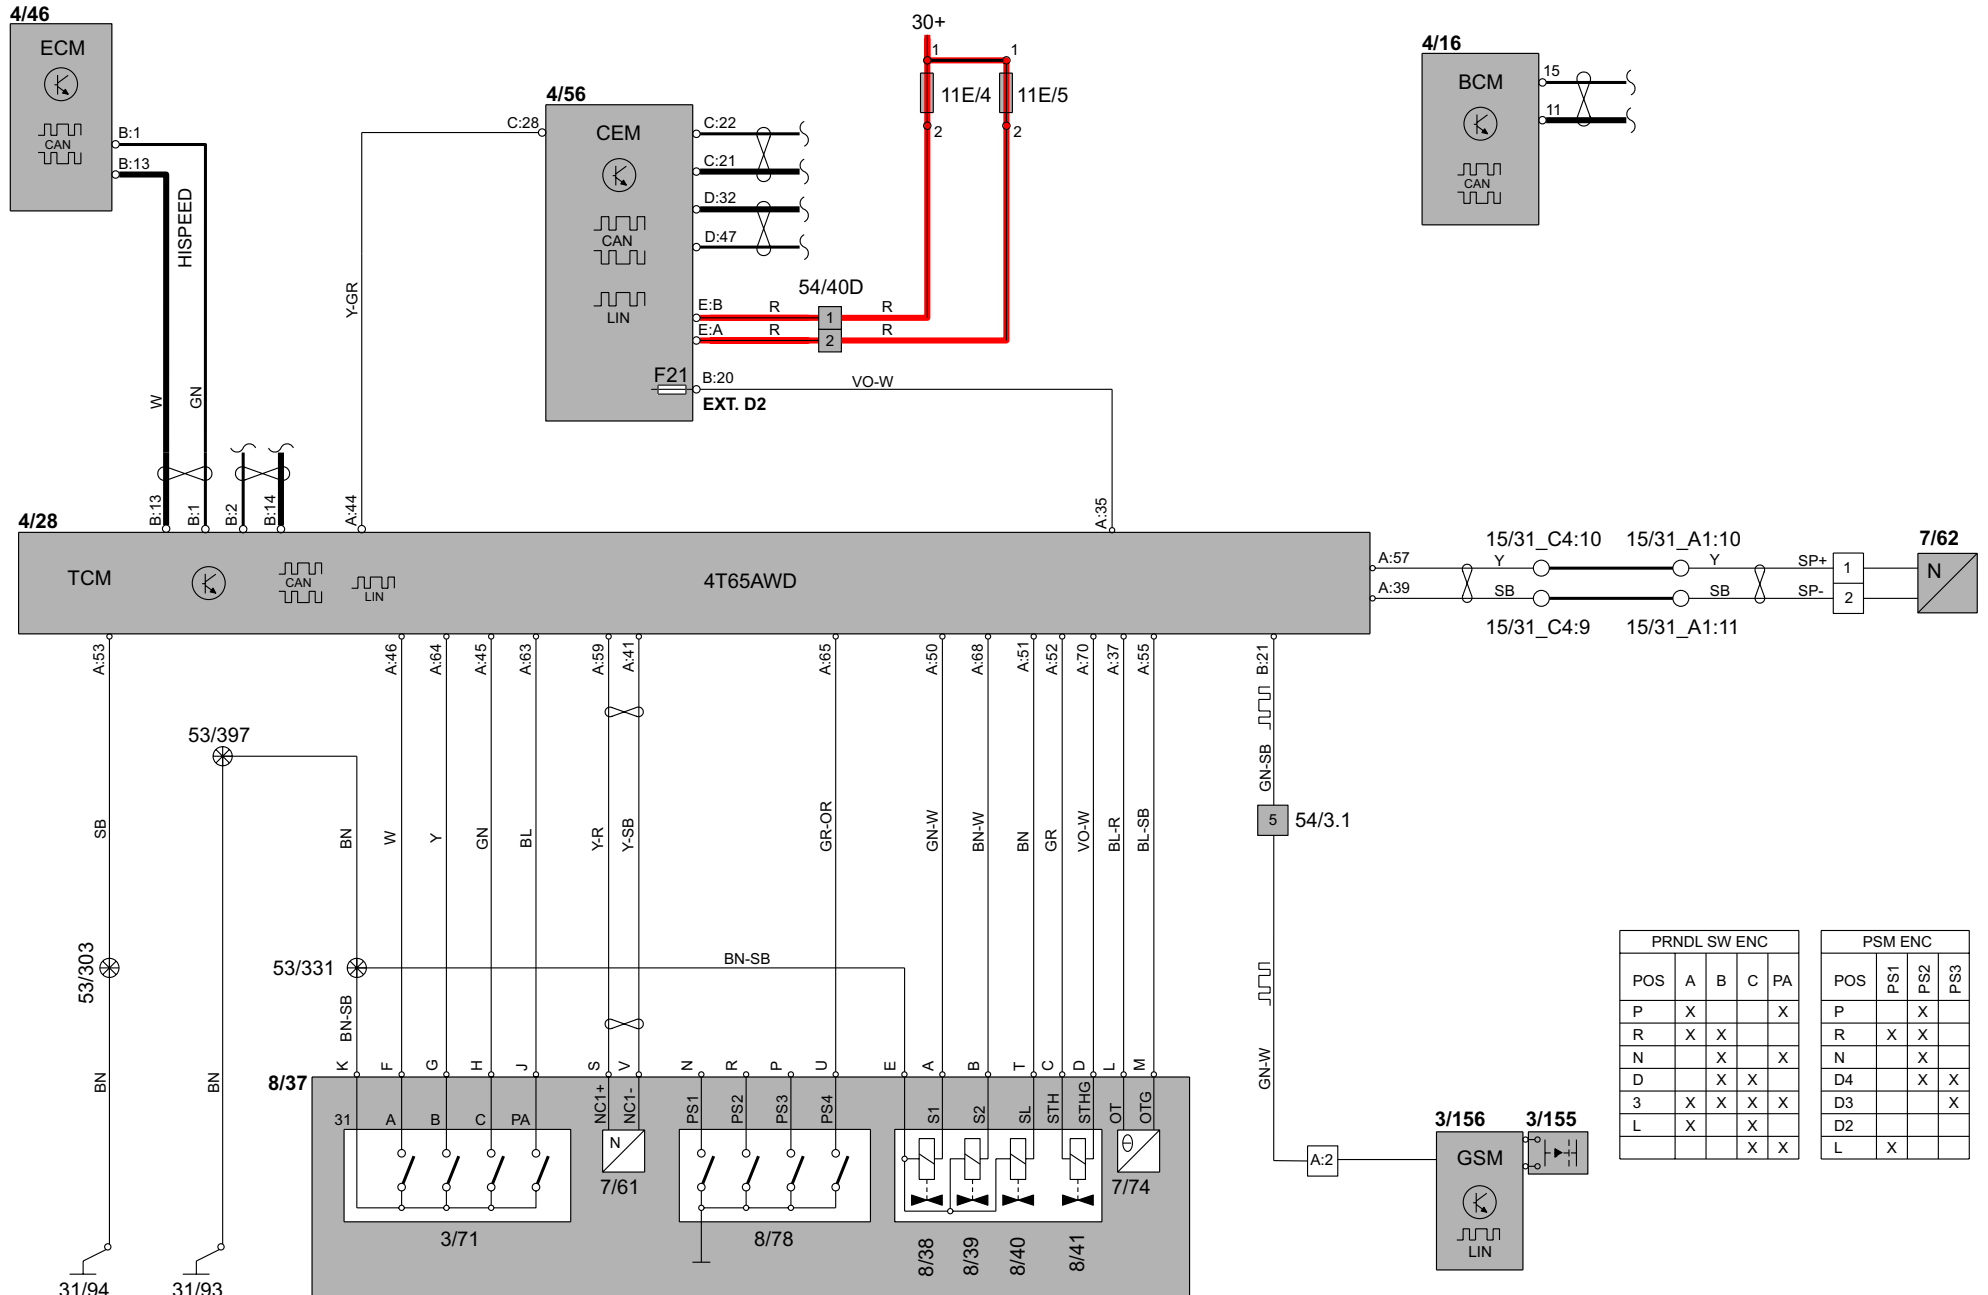 4/46
ECM
CAN
B:1
B:13
HISPEED
W
GN
B:13
B:1
B:2
B:14
Y-GR
A:44
4/56
C:28
CEM
CAN
LIN
C:22
C:21
D:32
D:47
E:B
R
E:A
R
54/40D
1
2
R
R
F21
B:20
EXT. D2
VO-W
A:35
30+
1
1
11E/4
11E/5
2
2
4/16
BCM
CAN
15
11
4/28
TCM
CAN
LIN
4T65AWD
A:57
A:39
15/31_C4:10
15/31_A1:10
Y
Y
SP+
1
SB
SB
SP-
2
15/31_C4:9
15/31_A1:11
7/62
N
A:53
A:46
A:64
A:45
A:63
A:59
A:41
A:65
A:50
A:68
A:51
A:52
A:70
A:37
A:55
B:21
53/397
SB
BN
W
Y
GN
BL
Y-R
Y-SB
GR-OR
GN-W
BN-W
BN
GR
VO-W
BL-R
BL-SB
GN-SB
5
54/3.1
53/303
53/331
BN-SB
BN-SB
BN
BN
GN-W
31/94
31/93
8/37
K
F
G
H
J
S
V
N
R
P
U
E
A
B
T
C
D
L
M
31
A
B
C
PA
NC1+
NC1-
PS1
PS2
PS3
PS4
S1
S2
SL
STH
STHG
OT
OTG
N
3/71
7/61
8/78
8/38
8/39
8/40
8/41
7/74
A:2
3/156
3/155
GSM
LIN
PRNDL SW ENC
POS A B C PA
P X X
R X X
N X X
D X X
3 X X X X
L X X
X X
PSM ENC
POS PS1 PS2 PS3
P X
R X X
N X
D4 X X
D3 X
D2
L X